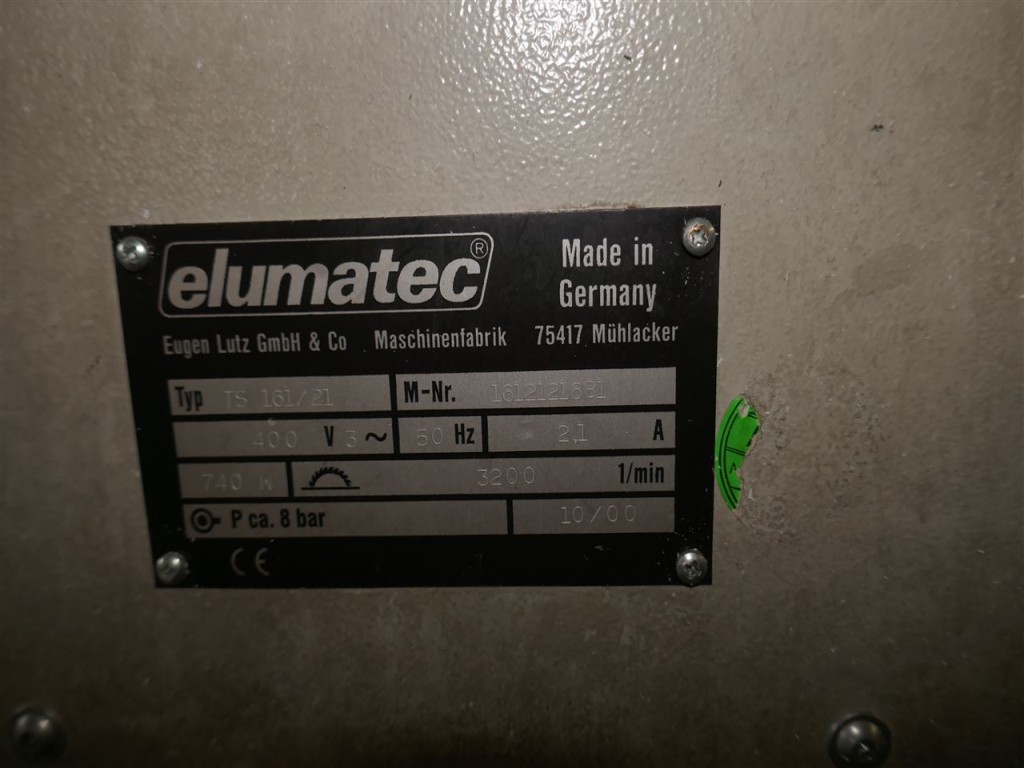 elumatec®
Made in
Germany
Eugen Lutz GmbH & Co Maschinenfabrik 75417 Mühlacker
Typ TS 161/21 M-Nr.
400 V 3~ 50 Hz 2,1 A
740 W 3200 1/min
P ca. 8 bar 10/00
CE